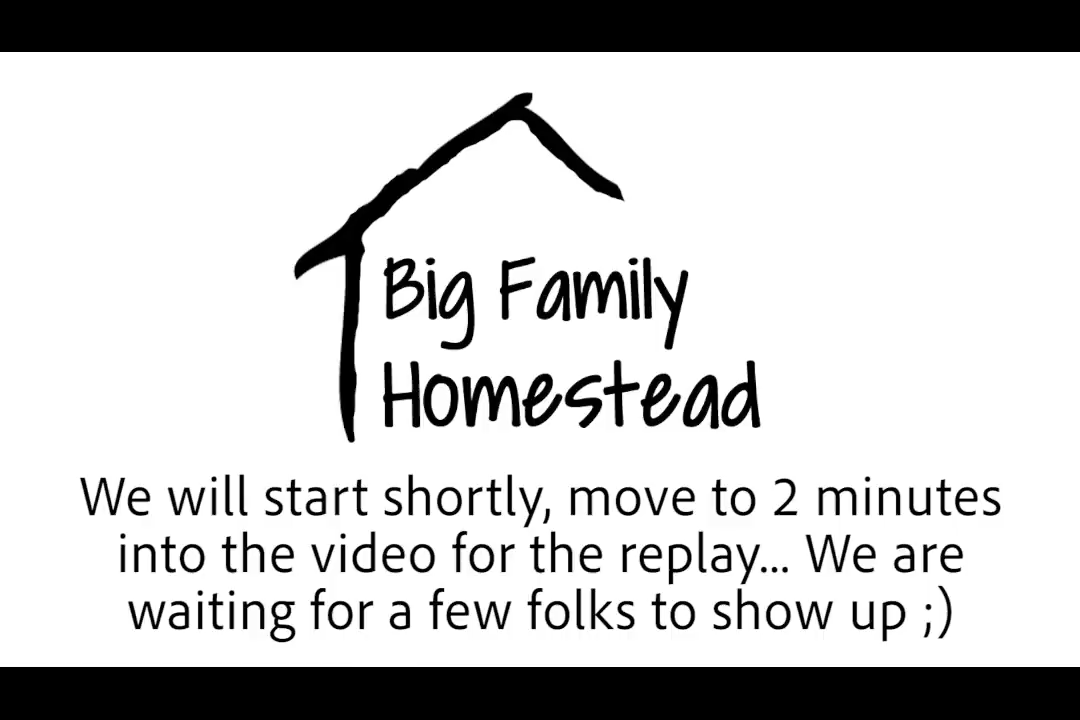 Big Family
Homestead
We will start shortly, move to 2 minutes
into the video for the replay... We are
waiting for a few folks to show up ;)